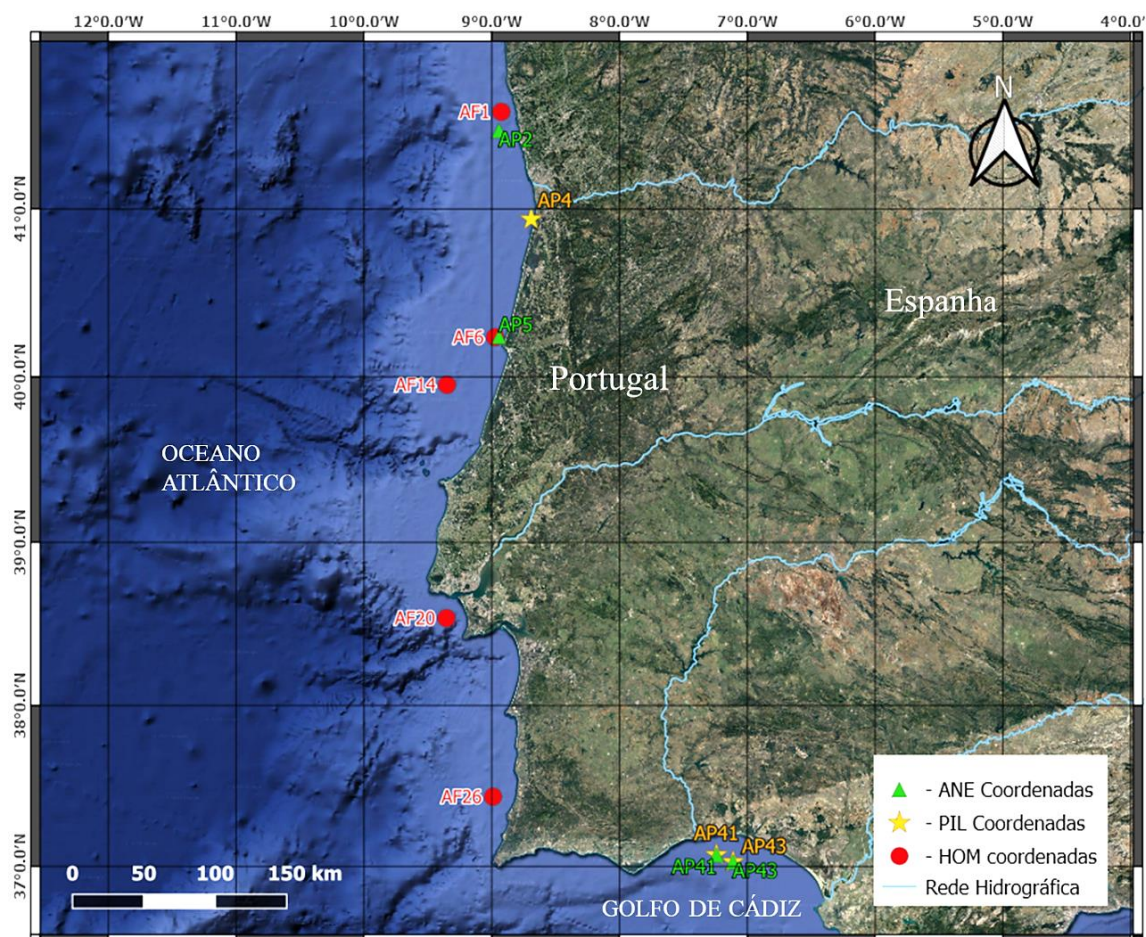 12°0.0'W 11°0.0'W 10°0.0'W 9°0.0'W 8°0.0'W 7°0.0'W 6°0.0'W 5°0.0'W 4°0.0'
N
AF1
AP2
41°0.0'N
AP4
Espanha
AP5
AF6
40°0.0'N
AF14
Portugal
OCEANO
ATLÂNTICO
39°0.0'N
AF20
38°0.0'N
AF26
- ANE Coordenadas
- PIL Coordenadas
- HOM coordenadas
Rede Hidrográfica
AP41
AP43
AP41
AP43
37°0.0'N
0 50 100 150 km
GOLFO DE CÁDIZ